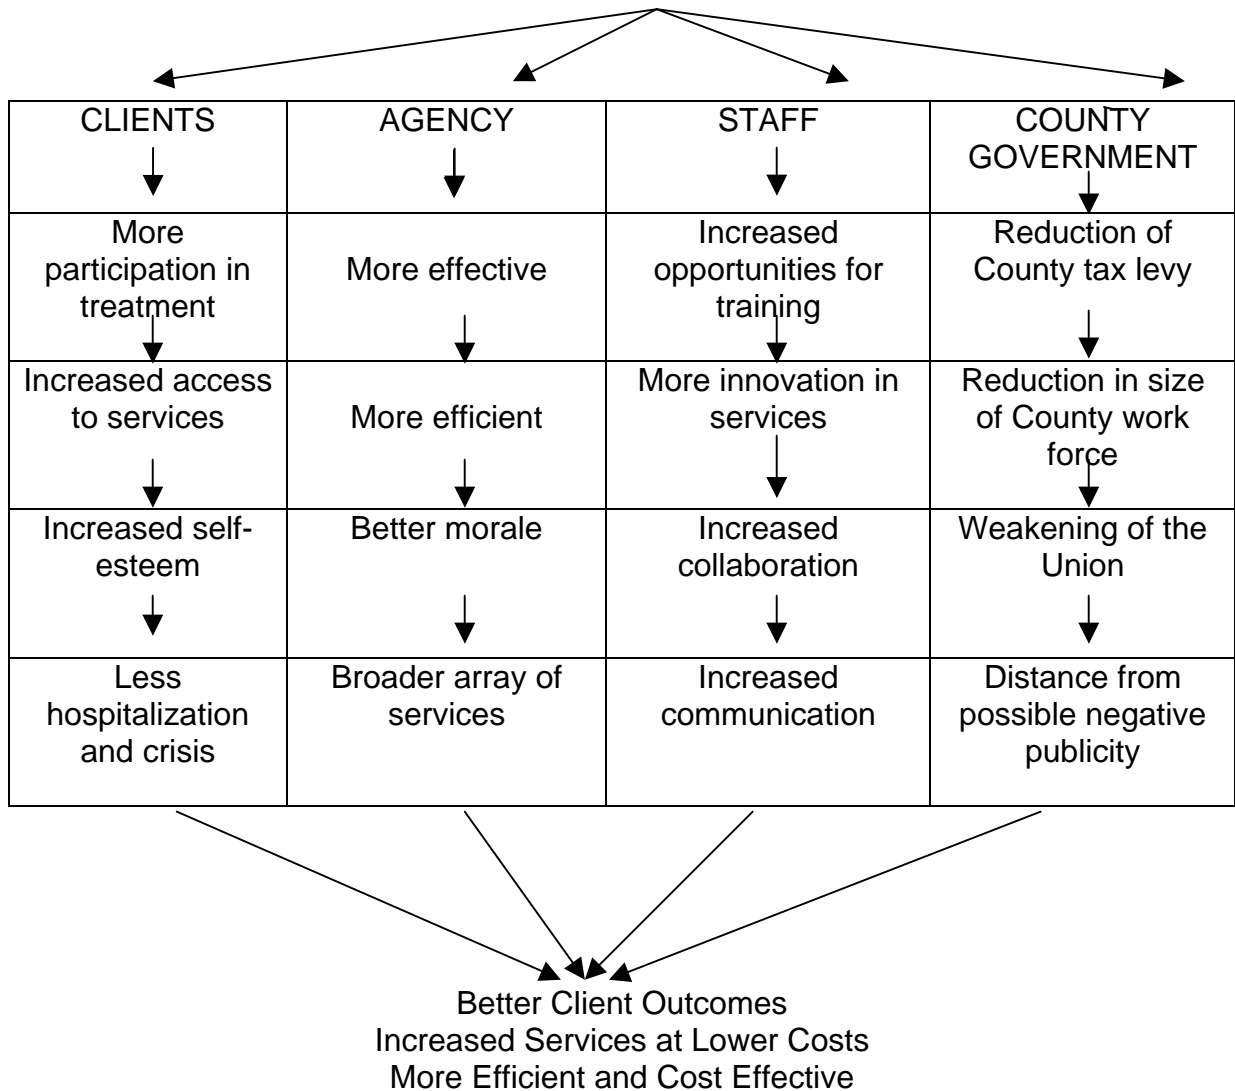 CLIENTS
AGENCY
STAFF
COUNTY
GOVERNMENT
More
participation in
treatment
More effective
Increased
opportunities for
training
Reduction of
County tax levy
Increased access
to services
More efficient
More innovation in
services
Reduction in size
of County work
force
Increased self-
esteem
Better morale
Increased
collaboration
Weakening of the
Union
Less
hospitalization
and crisis
Broader array of
services
Increased
communication
Distance from
possible negative
publicity
Better Client Outcomes
Increased Services at Lower Costs
More Efficient and Cost Effective